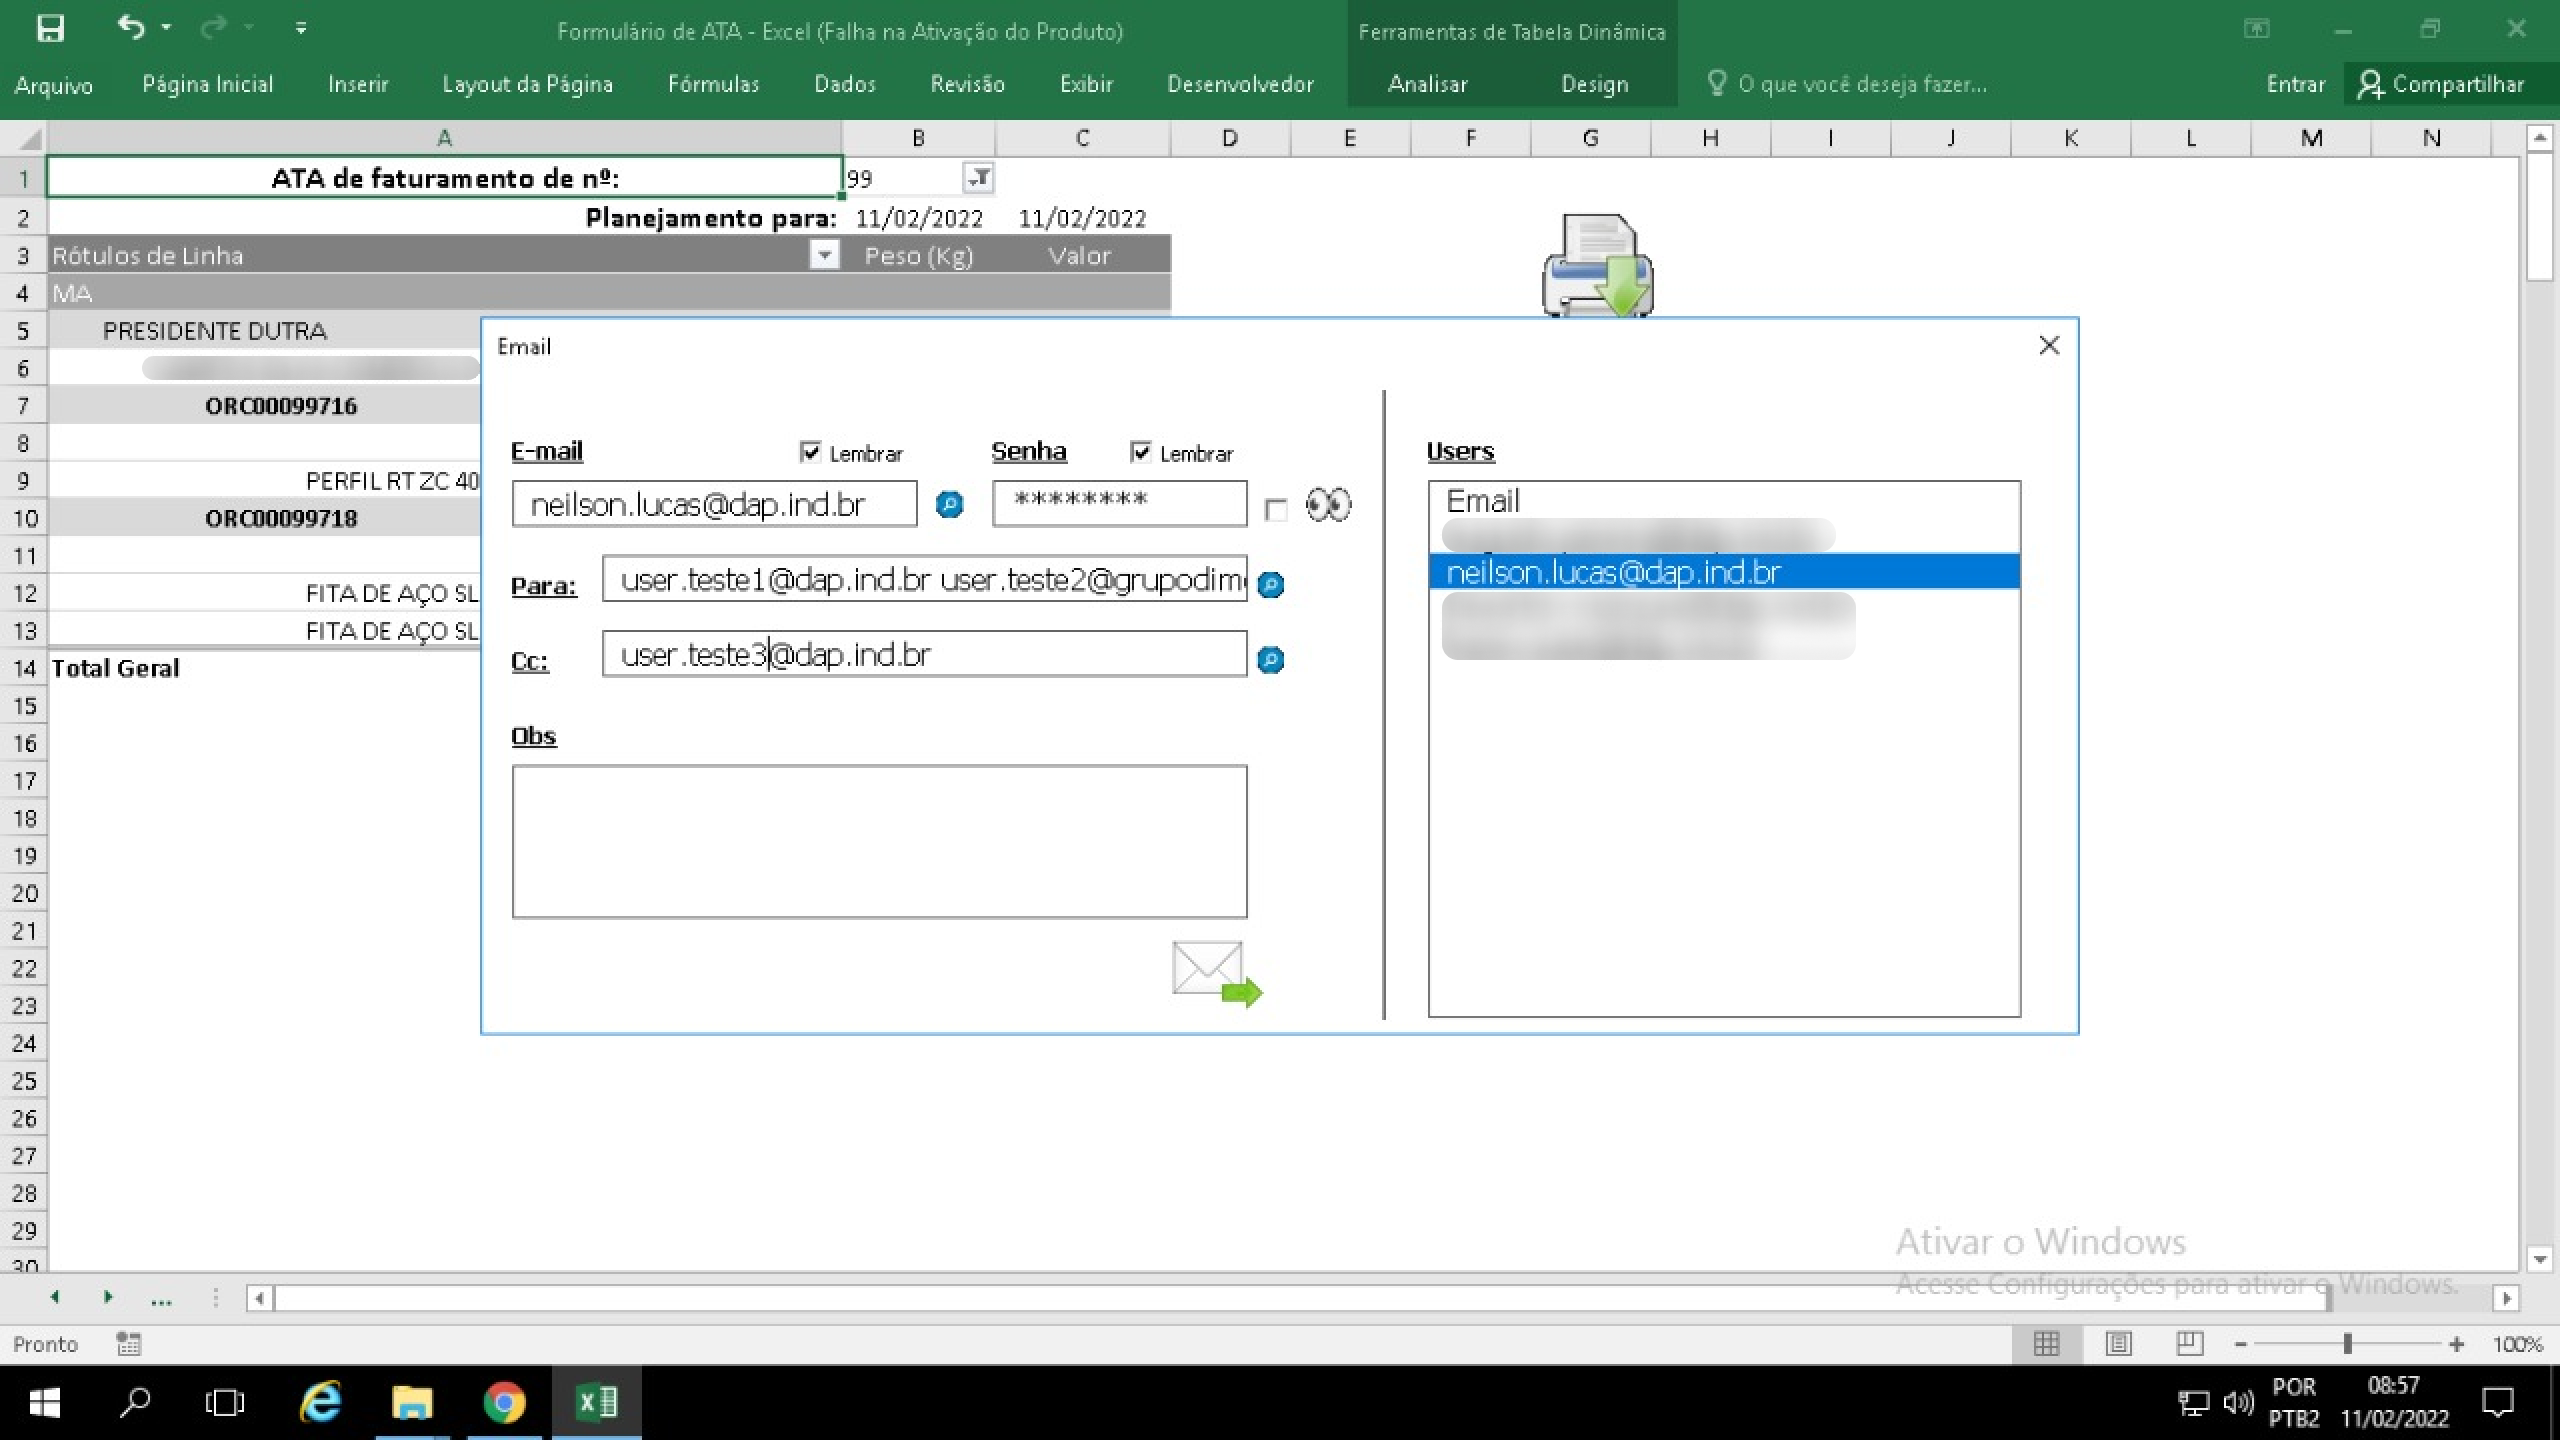 Formulário de ATA - Excel (Falha na Ativação do Produto)
Ferramentas de Tabela Dinâmica
Arquivo Página Inicial Inserir Layout da Página Fórmulas Dados Revisão Exibir Desenvolvedor Analisar Design O que você deseja fazer... Entrar Compartilhar
A B C D E F G H I J K L M N
1 ATA de faturamento de nº: 99
2 Planejamento para: 11/02/2022 11/02/2022
3 Rótulos de Linha Peso (Kg) Valor
4 MA
5 PRESIDENTE DUTRA
6
7 ORC00099716
8
9 PERFIL RT ZC 40
10 ORC00099718
11
12 FITA DE AÇO SL
13 FITA DE AÇO SL
14 Total Geral
15
16
17
18
19
20
21
22
23
24
25
26
27
28
29
30
Email
E-mail Lembrar Senha Lembrar
neilson.lucas@dap.ind.br ********
Para: user.teste1@dap.ind.br user.teste2@grupodim
Cc: user.teste3@dap.ind.br
Obs
Users
Email
neilson.lucas@dap.ind.br
Ativar o Windows
Acesse Configurações para ativar o Windows.
...
Pronto
100%
POR
PTB2
08:57
11/02/2022